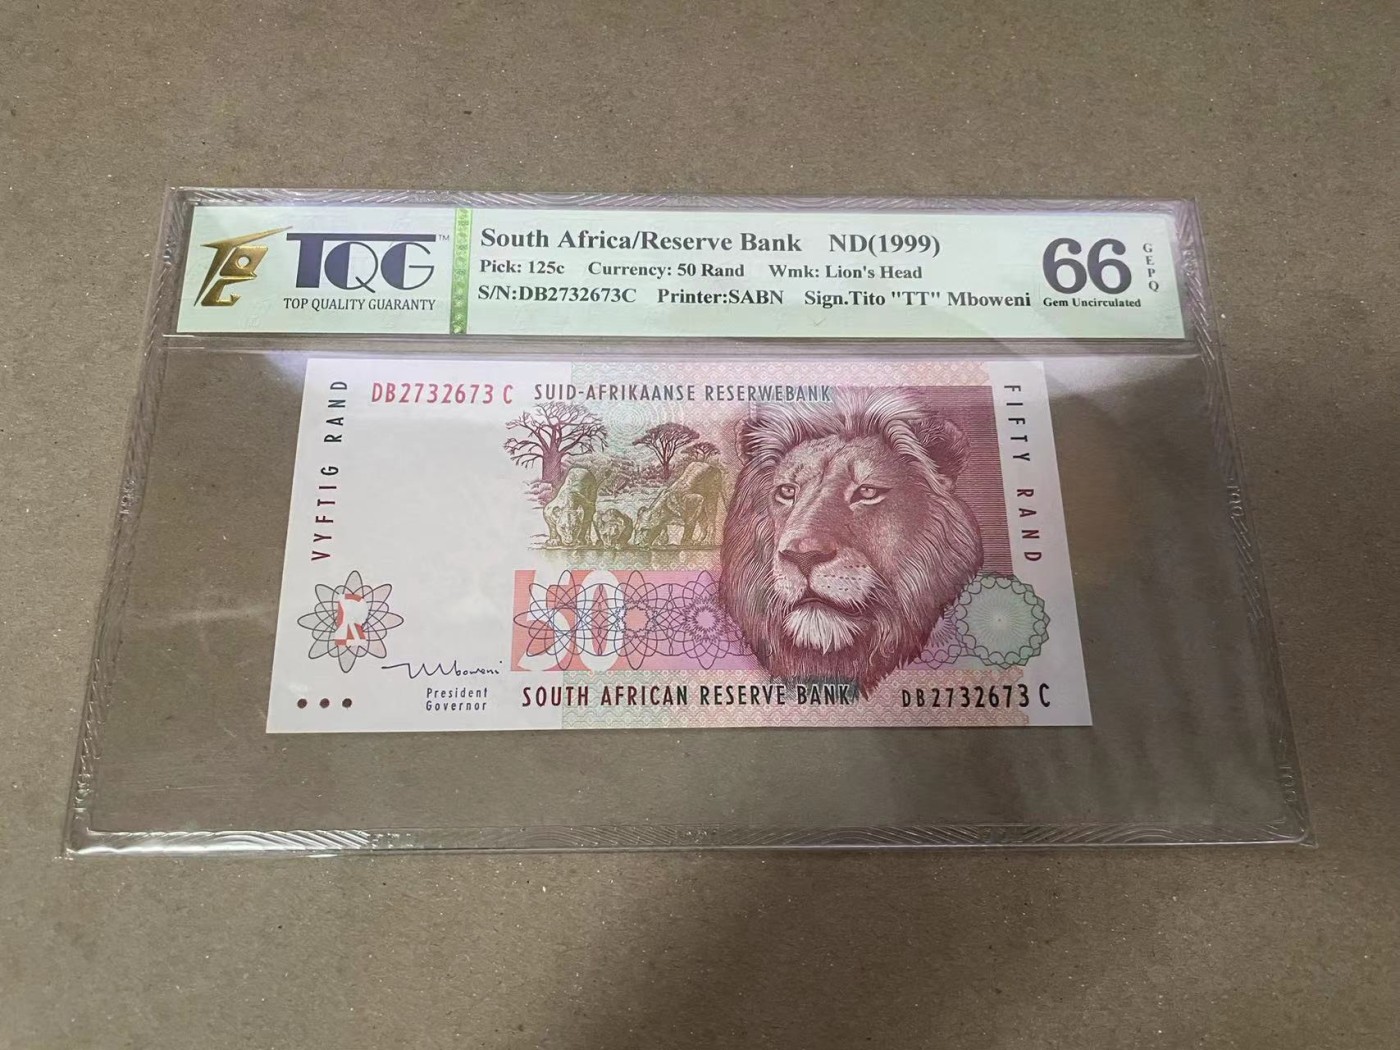 TQG™
TOP QUALITY GUARANTY
South Africa/Reserve Bank ND(1999)
Pick: 125c Currency: 50 Rand Wmk: Lion's Head
S/N:DB2732673C Printer:SABN Sign.Tito "TT" Mboweni
66
Gem Uncirculated
GEPQ
VYFTIG RAND
DB2732673 C
SUID-AFRIKAANSE RESERWEBANK
FIFTY RAND
50
Mboweni
President
Governor
SOUTH AFRICAN RESERVE BANK
DB2732673 C